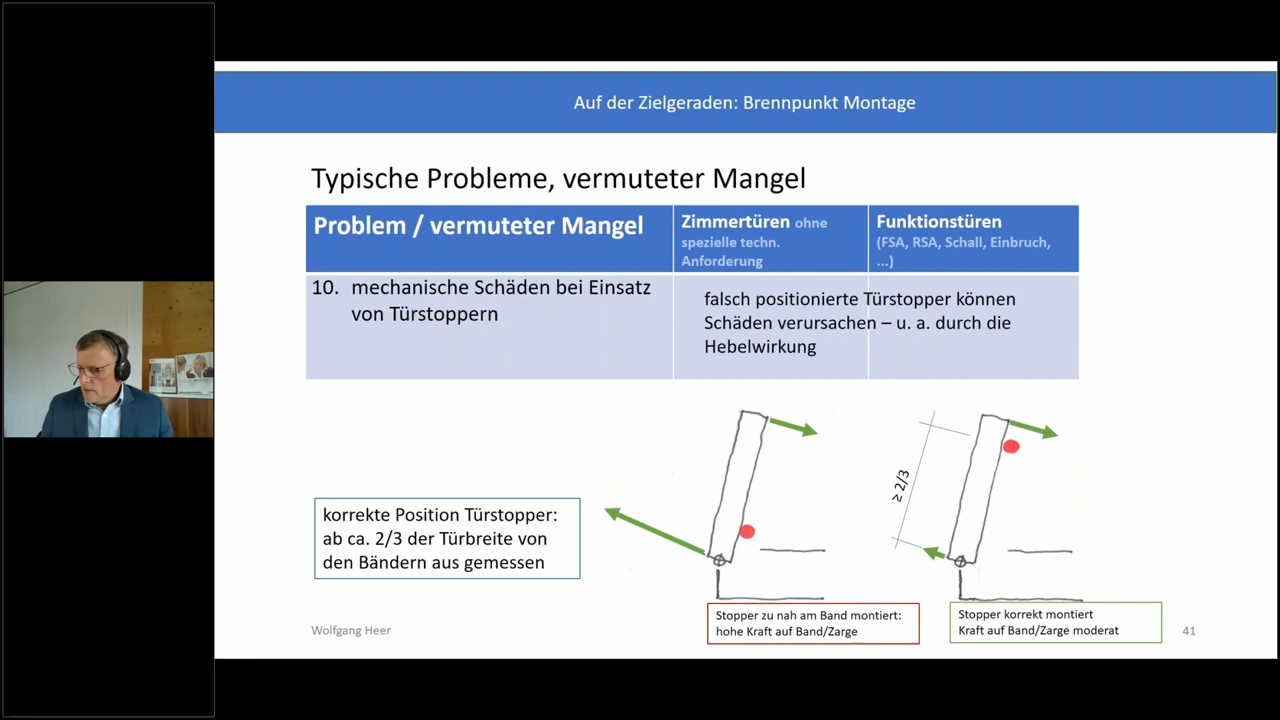 Auf der Zielgeraden: Brennpunkt Montage
Typische Probleme, vermuteter Mangel
Problem / vermuteter Mangel
Zimmertüren ohne
spezielle techn.
Anforderung
Funktionstüren
(FSA, RSA, Schall, Einbruch,
...)
10. mechanische Schäden bei Einsatz
von Türstoppern
falsch positionierte Türstopper können
Schäden verursachen – u. a. durch die
Hebelwirkung
≥ 2/3
korrekte Position Türstopper:
ab ca. 2/3 der Türbreite von
den Bändern aus gemessen
Stopper zu nah am Band montiert:
hohe Kraft auf Band/Zarge
Stopper korrekt montiert
Kraft auf Band/Zarge moderat
Wolfgang Heer
41